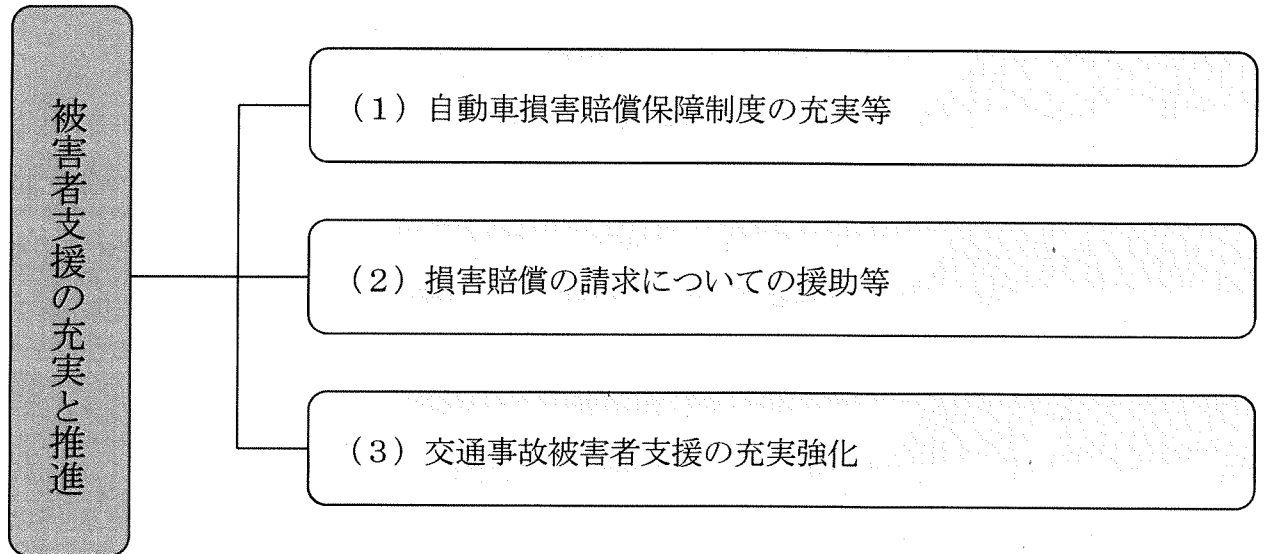 被害者支援の充実と推進
（１）自動車損害賠償保障制度の充実等
（２）損害賠償の請求についての援助等
（３）交通事故被害者支援の充実強化